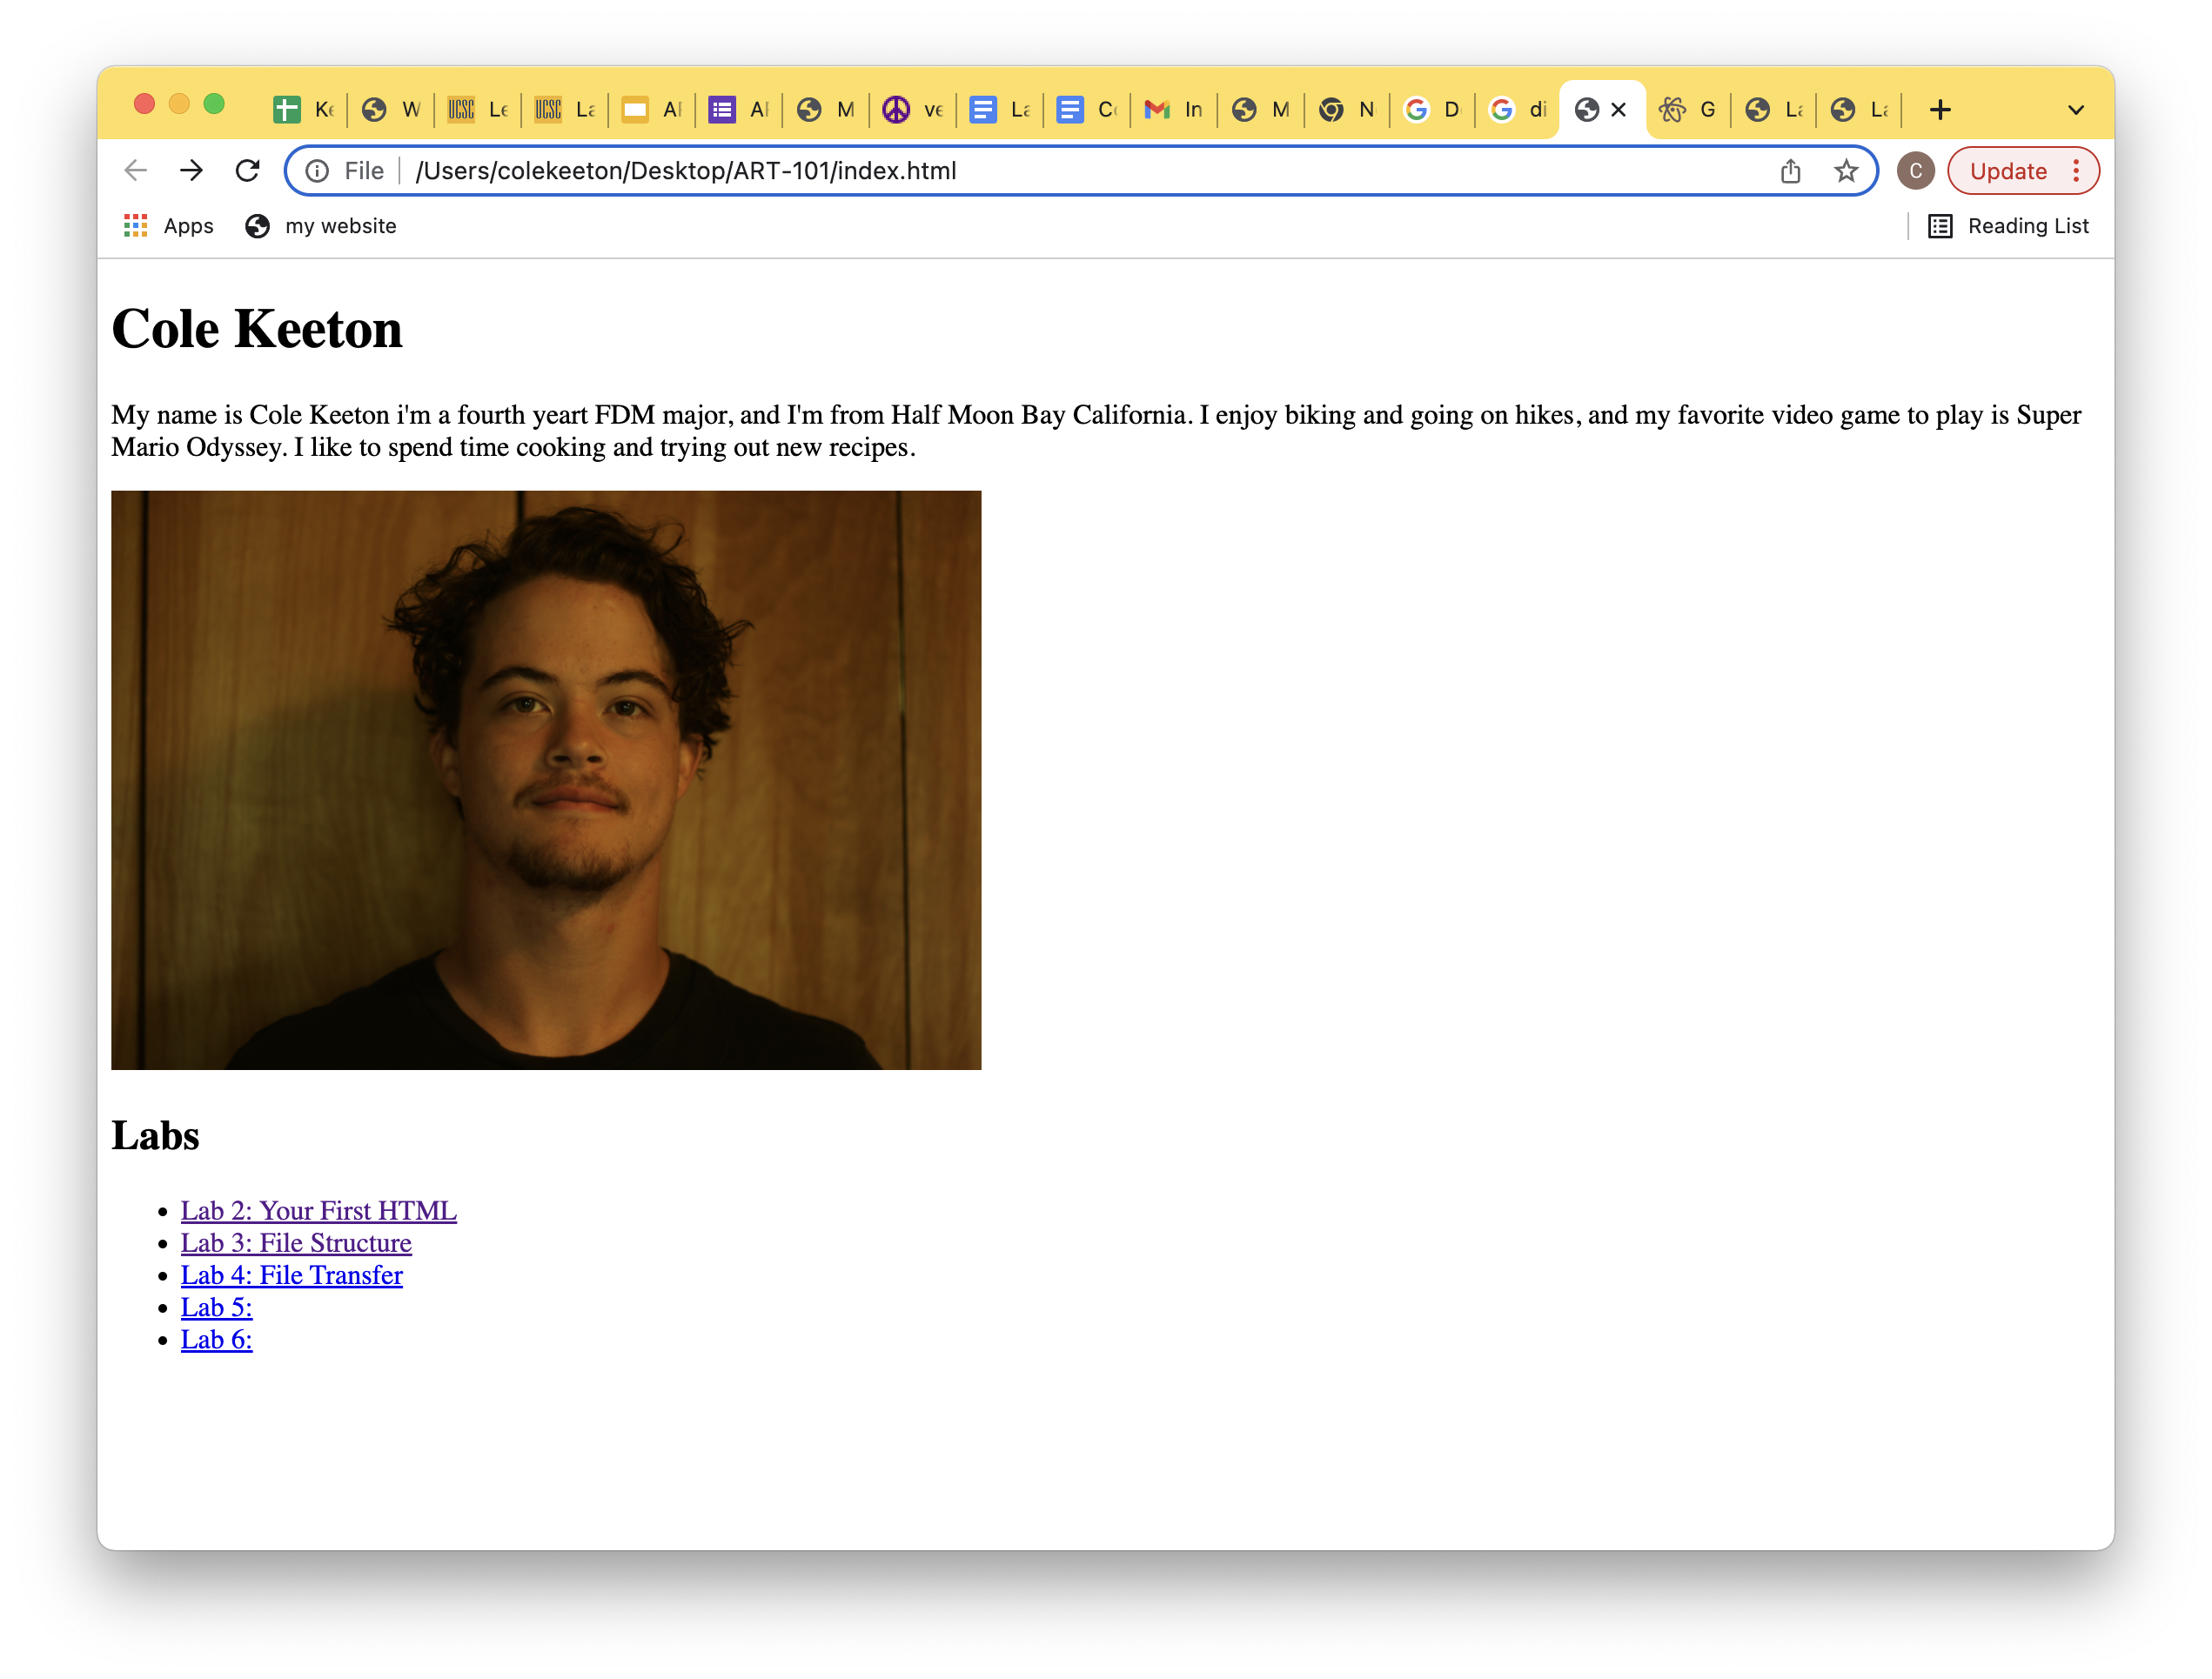 Ke W UCSC Le UCSC La AI AI M ve La C In M N D di G La La
File /Users/colekeeton/Desktop/ART-101/index.html C Update
Apps my website Reading List
Cole Keeton
My name is Cole Keeton i'm a fourth yeart FDM major, and I'm from Half Moon Bay California. I enjoy biking and going on hikes, and my favorite video game to play is Super
Mario Odyssey. I like to spend time cooking and trying out new recipes.
Labs
Lab 2: Your First HTML
Lab 3: File Structure
Lab 4: File Transfer
Lab 5:
Lab 6: